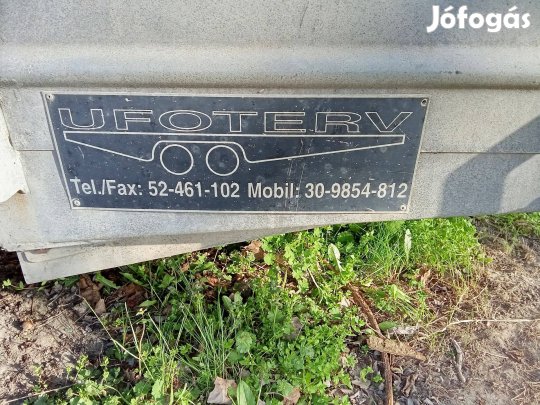 Jófogás
UFOTERV
Tel./Fax: 52-461-102 Mobil: 30-9854-812